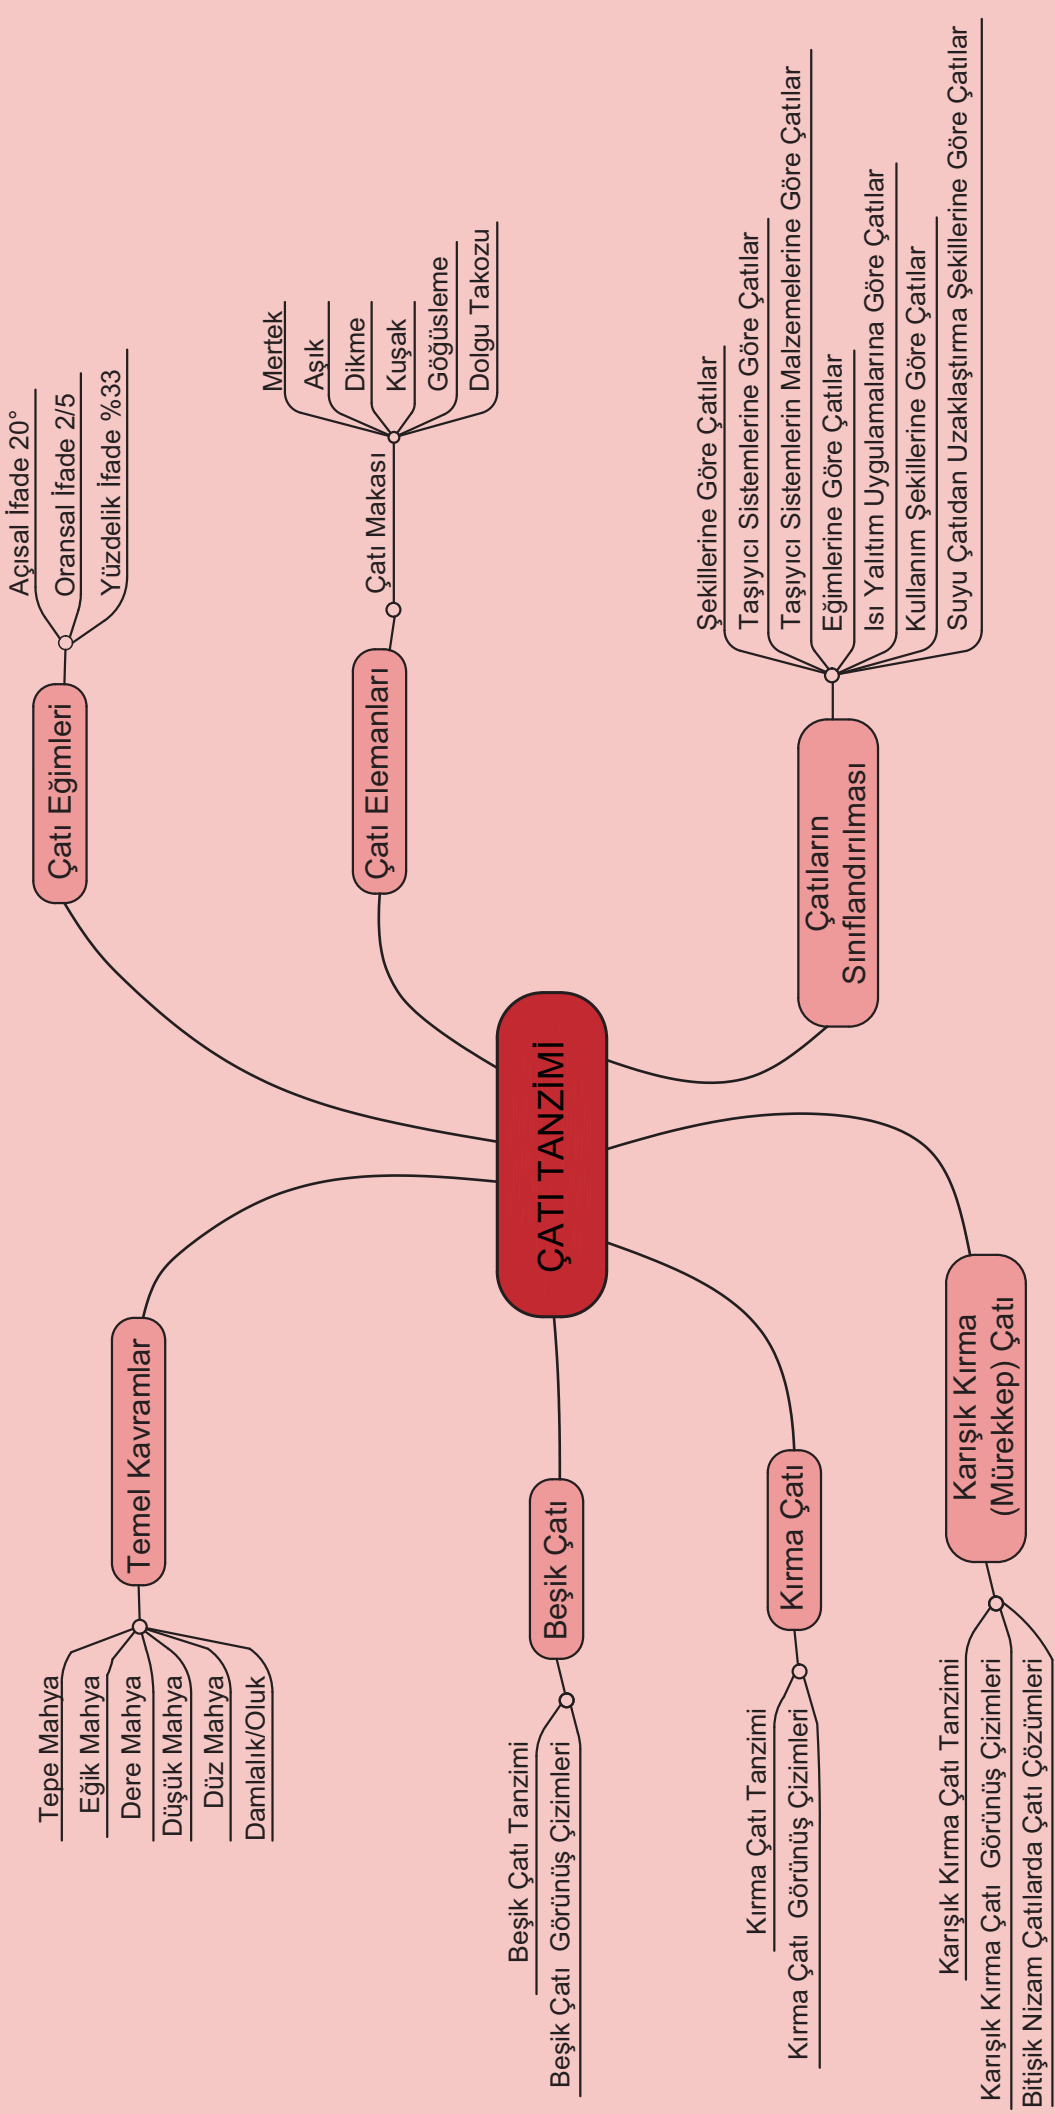 ÇATI TANZİMİ
Temel Kavramlar
Tepe Mahya
Eğik Mahya
Dere Mahya
Düşük Mahya
Düz Mahya
Damlalık/Oluk
Çatı Eğimleri
Açısal İfade 20°
Oransal İfade 2/5
Yüzdelik İfade %33
Çatı Elemanları
Çatı Makası
Mertek
Aşık
Dikme
Kuşak
Göğüsleme
Dolgu Takozu
Çatıların
Sınıflandırılması
Şekillerine Göre Çatılar
Taşıyıcı Sistemlerine Göre Çatılar
Taşıyıcı Sistemlerin Malzemelerine Göre Çatılar
Eğimlerine Göre Çatılar
Isı Yalıtım Uygulamalarına Göre Çatılar
Kullanım Şekillerine Göre Çatılar
Suyu Çatıdan Uzaklaştırma Şekillerine Göre Çatılar
Beşik Çatı
Beşik Çatı Tanzimi
Beşik Çatı Görünüş Çizimleri
Kırma Çatı
Kırma Çatı Tanzimi
Kırma Çatı Görünüş Çizimleri
Karışık Kırma
(Mürekkep) Çatı
Karışık Kırma Çatı Tanzimi
Karışık Kırma Çatı Görünüş Çizimleri
Bitişik Nizam Çatılarda Çatı Çözümleri